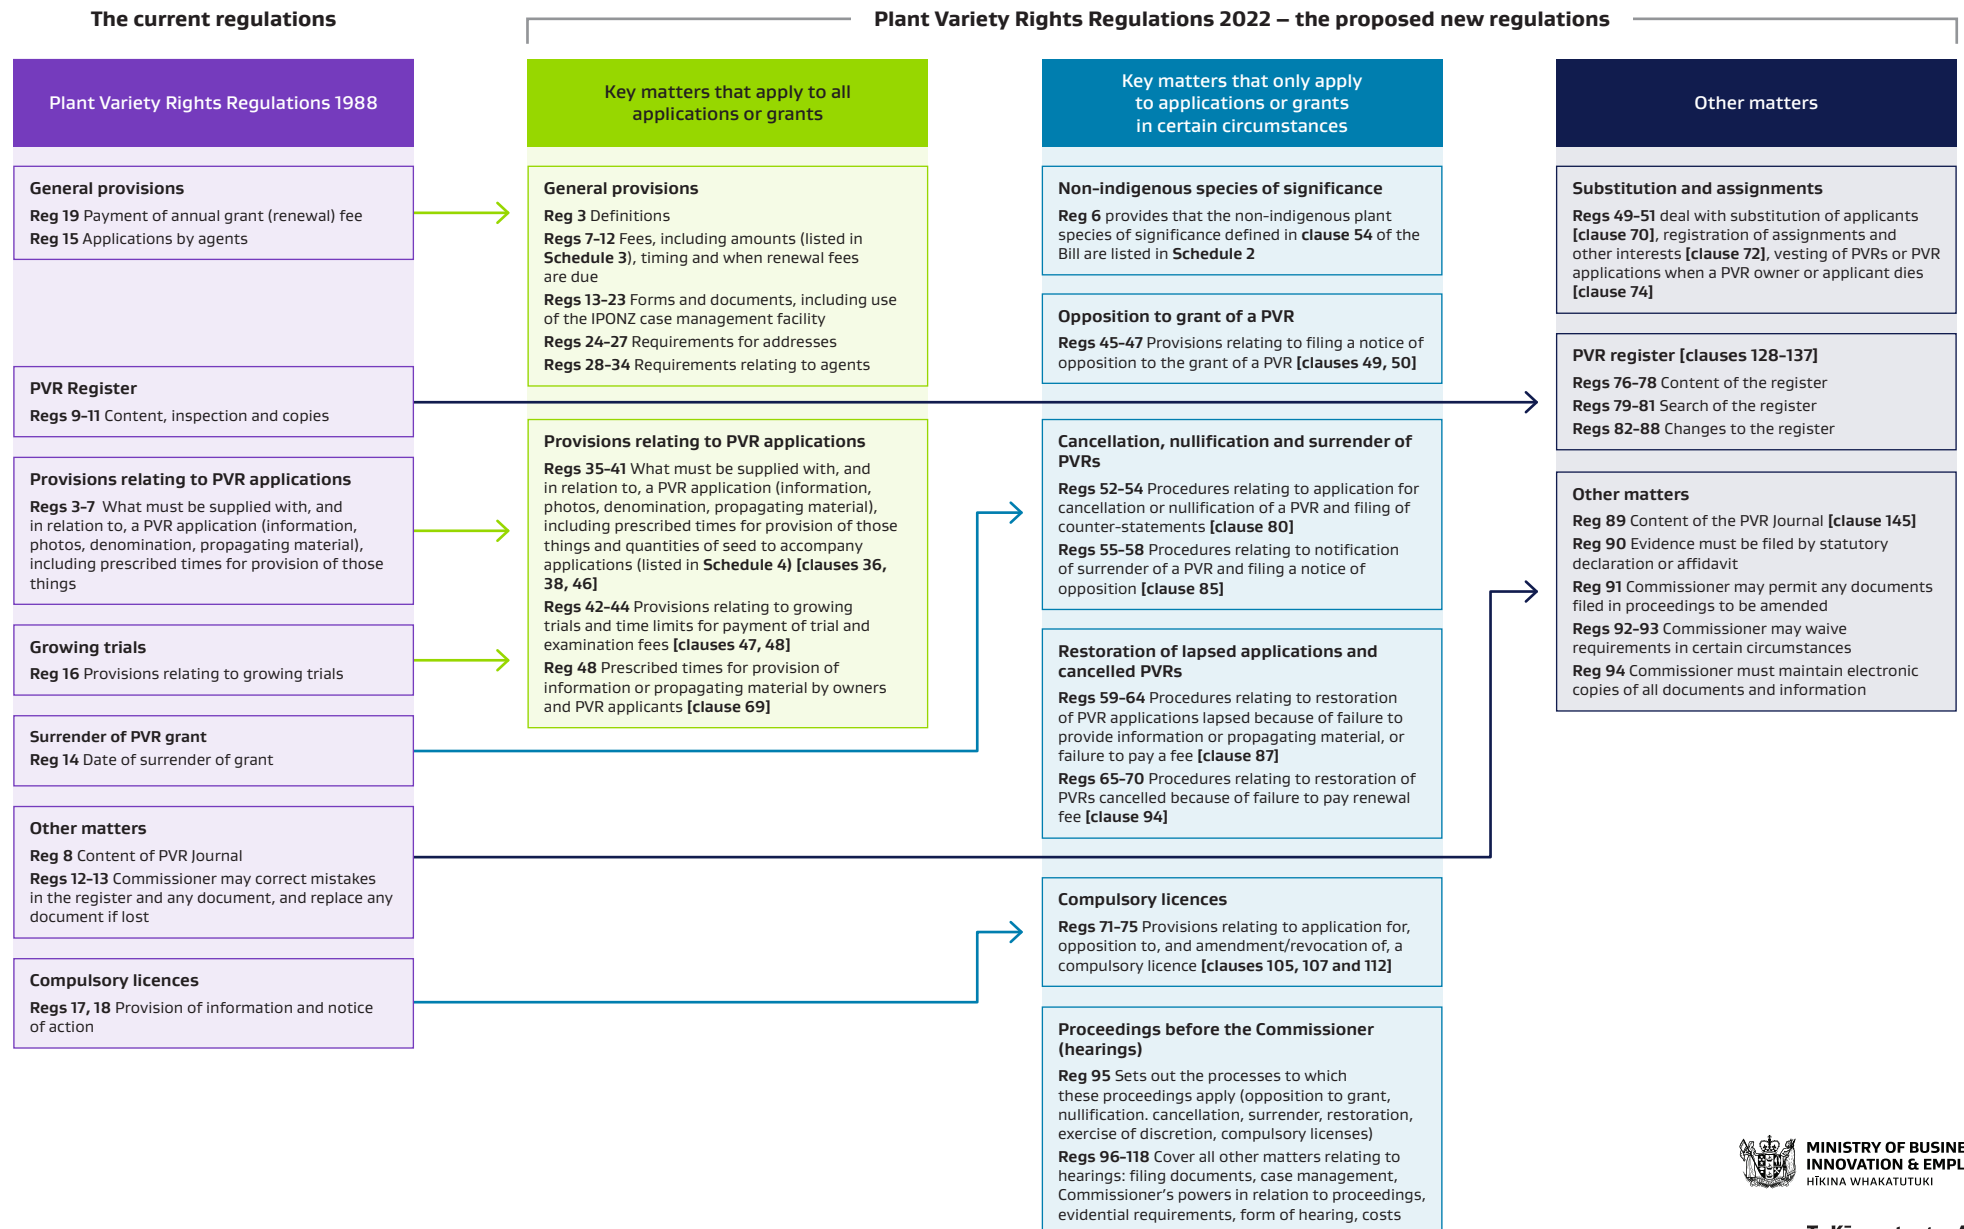 The current regulations
Plant Variety Rights Regulations 2022 – the proposed new regulations
Plant Variety Rights Regulations 1988
General provisions
Reg 19 Payment of annual grant (renewal) fee
Reg 15 Applications by agents
PVR Register
Regs 9-11 Content, inspection and copies
Provisions relating to PVR applications
Regs 3-7 What must be supplied with, and
in relation to, a PVR application (information,
photos, denomination, propagating material),
including prescribed times for provision of those
things
Growing trials
Reg 16 Provisions relating to growing trials
Surrender of PVR grant
Reg 14 Date of surrender of grant
Other matters
Reg 8 Content of PVR Journal
Regs 12-13 Commissioner may correct mistakes
in the register and any document, and replace any
document if lost
Compulsory licences
Regs 17, 18 Provision of information and notice
of action
Key matters that apply to all
applications or grants
General provisions
Reg 3 Definitions
Regs 7-12 Fees, including amounts (listed in
Schedule 3), timing and when renewal fees
are due
Regs 13-23 Forms and documents, including use
of the IPONZ case management facility
Regs 24-27 Requirements for addresses
Regs 28-34 Requirements relating to agents
Provisions relating to PVR applications
Regs 35-41 What must be supplied with, and
in relation to, a PVR application (information,
photos, denomination, propagating material),
including prescribed times for provision of those
things and quantities of seed to accompany
applications (listed in Schedule 4) [clauses 36,
38, 46]
Regs 42-44 Provisions relating to growing
trials and time limits for payment of trial and
examination fees [clauses 47, 48]
Reg 48 Prescribed times for provision of
information or propagating material by owners
and PVR applicants [clause 69]
Key matters that only apply
to applications or grants
in certain circumstances
Non-indigenous species of significance
Reg 6 provides that the non-indigenous plant
species of significance defined in clause 54 of the
Bill are listed in Schedule 2
Opposition to grant of a PVR
Regs 45-47 Provisions relating to filing a notice of
opposition to the grant of a PVR [clauses 49, 50]
Cancellation, nullification and surrender of
PVRs
Regs 52-54 Procedures relating to application for
cancellation or nullification of a PVR and filing of
counter-statements [clause 80]
Regs 55-58 Procedures relating to notification
of surrender of a PVR and filing a notice of
opposition [clause 85]
Restoration of lapsed applications and
cancelled PVRs
Regs 59-64 Procedures relating to restoration
of PVR applications lapsed because of failure to
provide information or propagating material, or
failure to pay a fee [clause 87]
Regs 65-70 Procedures relating to restoration of
PVRs cancelled because of failure to pay renewal
fee [clause 94]
Compulsory licences
Regs 71-75 Provisions relating to application for,
opposition to, and amendment/revocation of, a
compulsory licence [clauses 105, 107 and 112]
Proceedings before the Commissioner
(hearings)
Reg 95 Sets out the processes to which
these proceedings apply (opposition to grant,
nullification. cancellation, surrender, restoration,
exercise of discretion, compulsory licenses)
Regs 96-118 Cover all other matters relating to
hearings: filing documents, case management,
Commissioner's powers in relation to proceedings,
evidential requirements, form of hearing, costs
Other matters
Substitution and assignments
Regs 49-51 deal with substitution of applicants
[clause 70], registration of assignments and
other interests [clause 72], vesting of PVRs or PVR
applications when a PVR owner or applicant dies
[clause 74]
PVR register [clauses 128-137]
Regs 76-78 Content of the register
Regs 79-81 Search of the register
Regs 82-88 Changes to the register
Other matters
Reg 89 Content of the PVR Journal [clause 145]
Reg 90 Evidence must be filed by statutory
declaration or affidavit
Reg 91 Commissioner may permit any documents
filed in proceedings to be amended
Regs 92-93 Commissioner may waive
requirements in certain circumstances
Reg 94 Commissioner must maintain electronic
copies of all documents and information
MINISTRY OF BUSINE
INNOVATION & EMPL
HĪKINA WHAKATUTUKI